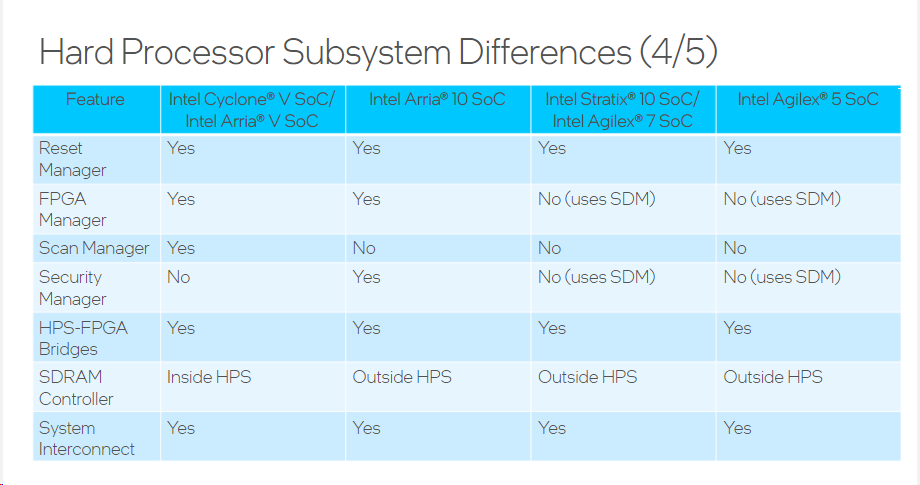 Hard Processor Subsystem Differences (4/5)
Feature Intel Cyclone® V SoC/ Intel Arria® 10 SoC Intel Stratix® 10 SoC/ Intel Agilex® 5 SoC
Intel Arria® V SoC Intel Agilex® 7 SoC
Reset Yes Yes Yes Yes
Manager
FPGA Yes Yes No (uses SDM) No (uses SDM)
Manager
Scan Manager Yes No No No
Security No Yes No (uses SDM) No (uses SDM)
Manager
HPS-FPGA Yes Yes Yes Yes
Bridges
SDRAM Inside HPS Outside HPS Outside HPS Outside HPS
Controller
System Yes Yes Yes Yes
Interconnect